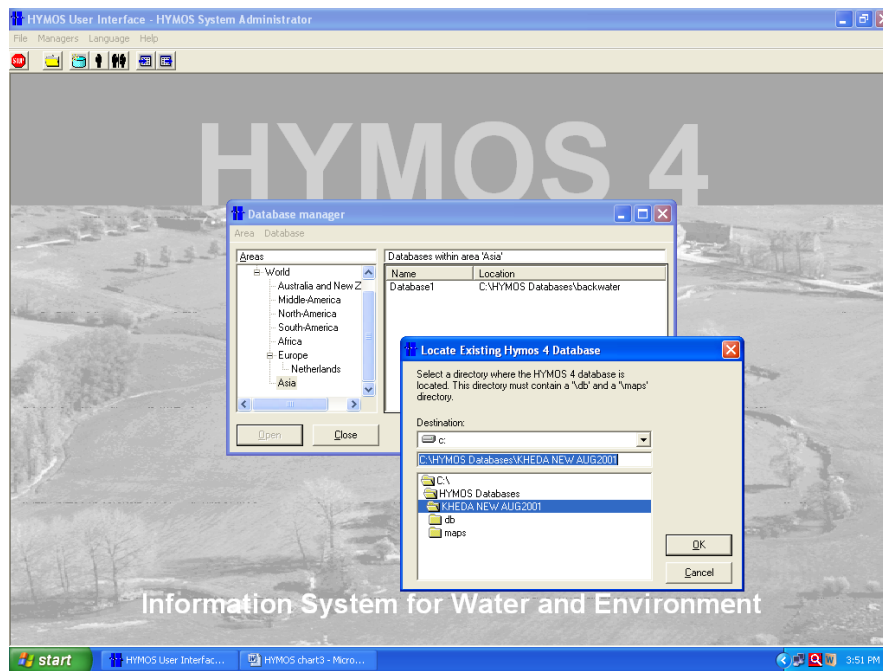 HYMOS User Interface - HYMOS System Administrator
File Managers Language Help
STOP
HYMOS 4
Database manager
Area Database
Areas
Databases within area 'Asia'
Name Location
Database1 C:\HYMOS Databases\backwater
World
Australia and New Z
Middle-America
North-America
South-America
Africa
Europe
Netherlands
Asia
Open Close
Locate Existing Hymos 4 Database
Select a directory where the HYMOS 4 database is
located. This directory must contain a '\db' and a '\maps'
directory.
Destination:
c:
C:\HYMOS Databases\KHEDA NEW AUG2001
C:\
HYMOS Databases
KHEDA NEW AUG2001
db
maps
OK
Cancel
Information System for Water and Environment
start HYMOS User Interfac... HYMOS chart3 - Micro... 3:51 PM